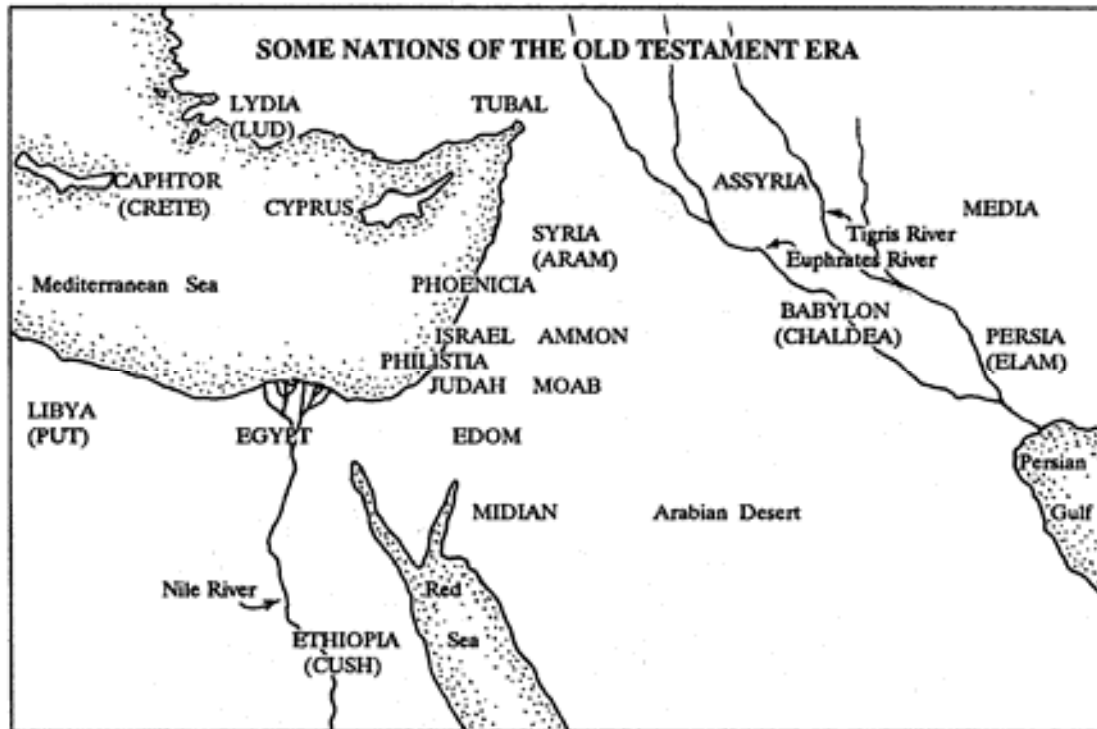 SOME NATIONS OF THE OLD TESTAMENT ERA
LYDIA
(LUD)
TUBAL
CAPHTOR
(CRETE)
CYPRUS
ASSYRIA
MEDIA
SYRIA
(ARAM)
Tigris River
Euphrates River
Mediterranean Sea
PHOENICIA
BABYLON
(CHALDEA)
ISRAEL AMMON
PERSIA
(ELAM)
PHILISTIA
JUDAH MOAB
LIBYA
(PUT)
EGYPT
EDOM
Persian
Gulf
MIDIAN
Arabian Desert
Nile River
Red
Sea
ETHIOPIA
(CUSH)